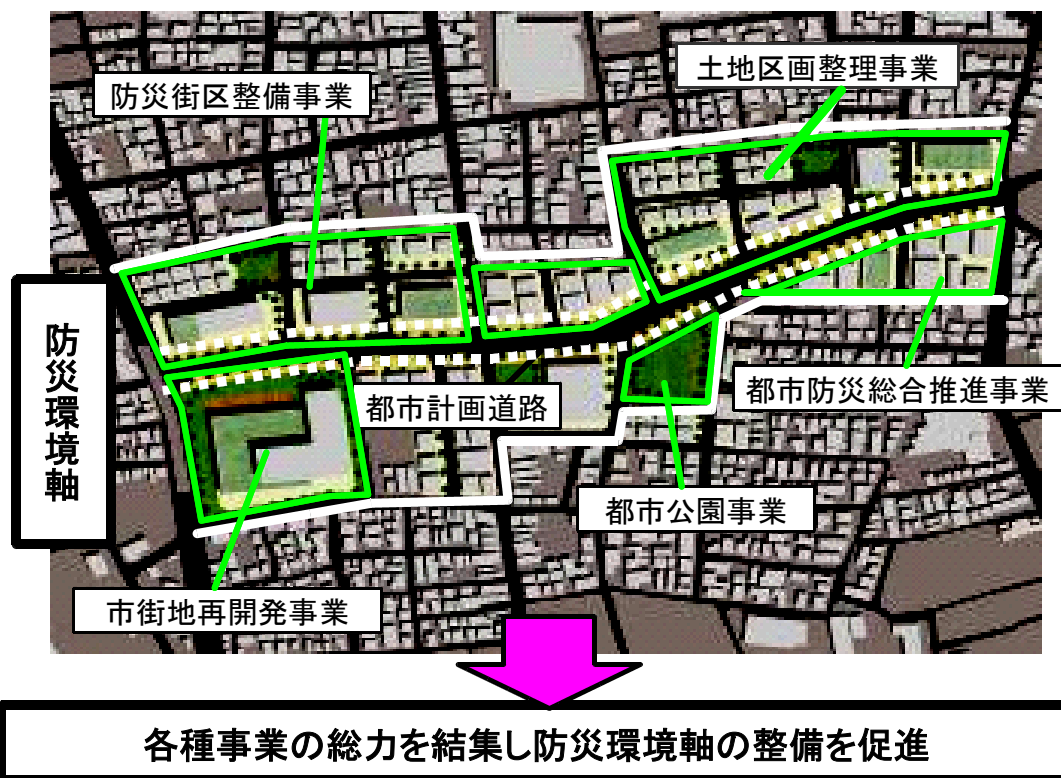 土地区画整理事業
防災街区整備事業
防災環境軸
都市計画道路
都市防災総合推進事業
都市公園事業
市街地再開発事業
各種事業の総力を結集し防災環境軸の整備を促進